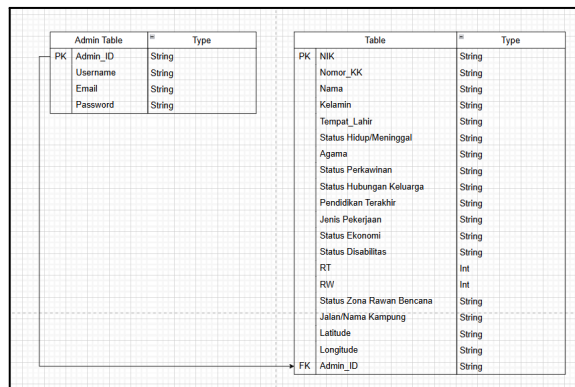 Admin Table Type
PK Admin_ID String
Username String
Email String
Password String
Table Type
PK NIK String
Nomor_KK String
Nama String
Kelamin String
Tempat_Lahir String
Status Hidup/Meninggal String
Agama String
Status Perkawinan String
Status Hubungan Keluarga String
Pendidikan Terakhir String
Jenis Pekerjaan String
Status Ekonomi String
Status Disabilitas String
RT Int
RW Int
Status Zona Rawan Bencana String
Jalan/Nama Kampung String
Latitude String
Longitude String
FK Admin_ID String